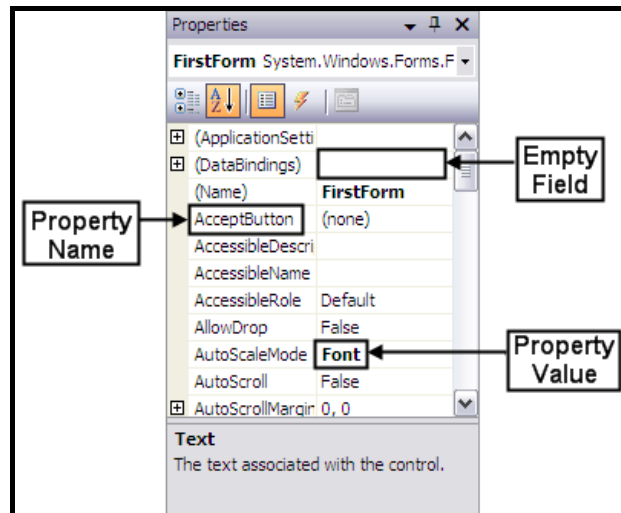 Properties
FirstForm System.Windows.Forms.F
A
Z
(ApplicationSetti
(DataBindings)
Empty
Field
(Name) FirstForm
Property
Name
AcceptButton (none)
AccessibleDescri
AccessibleName
AccessibleRole Default
AllowDrop False
AutoScaleMode Font
Property
Value
AutoScroll False
AutoScrollMargin 0, 0
Text
The text associated with the control.